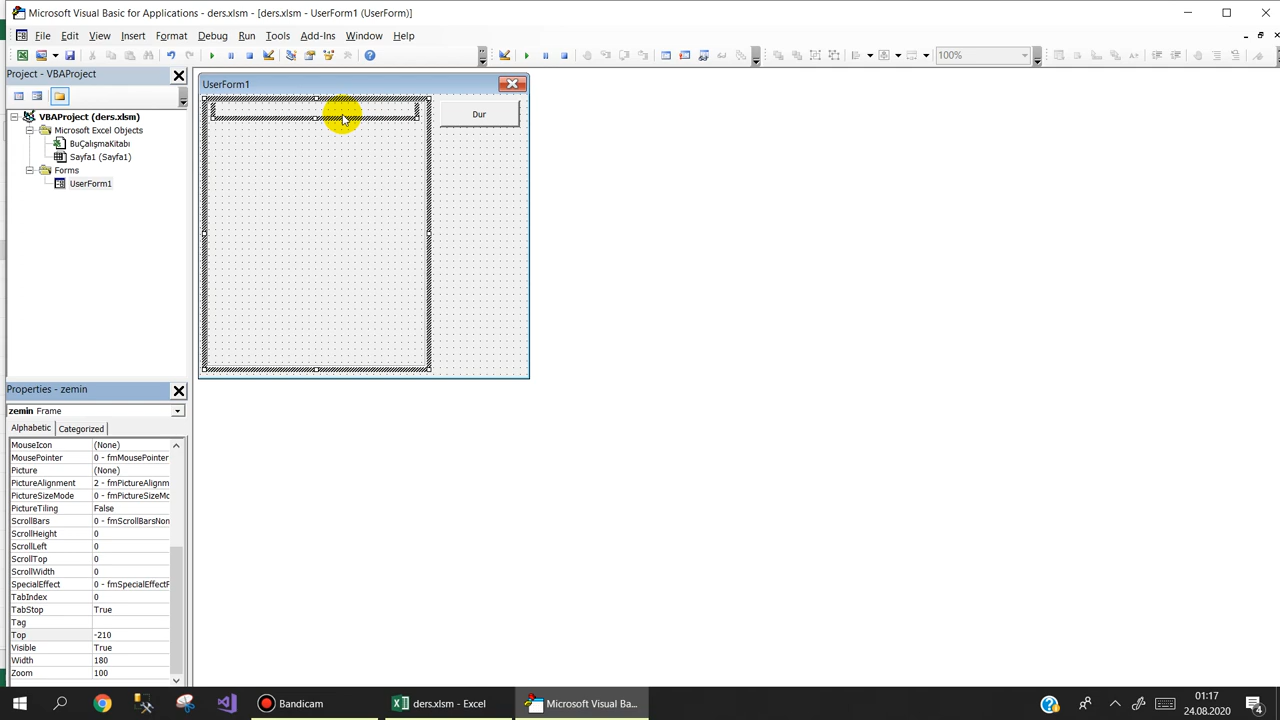 Microsoft Visual Basic for Applications - ders.xlsm - [ders.xlsm - UserForm1 (UserForm)]
File Edit View Insert Format Debug Run Tools Add-Ins Window Help
100%
Project - VBAProject
VBAProject (ders.xlsm)
Microsoft Excel Objects
BuÇalışmaKitabı
Sayfa1 (Sayfa1)
Forms
UserForm1
UserForm1
Dur
Properties - zemin
zemin Frame
Alphabetic Categorized
MouseIcon (None)
MousePointer 0 - fmMousePointer
Picture (None)
PictureAlignment 2 - fmPictureAlignm
PictureSizeMode 0 - fmPictureSizeMo
PictureTiling False
ScrollBars 0 - fmScrollBarsNon
ScrollHeight 0
ScrollLeft 0
ScrollTop 0
ScrollWidth 0
SpecialEffect 0 - fmSpecialEffectF
TabIndex 0
TabStop True
Tag
Top -210
Visible True
Width 180
Zoom 100
Bandicam
ders.xlsm - Excel
Microsoft Visual Ba...
01:17
24.08.2020
4